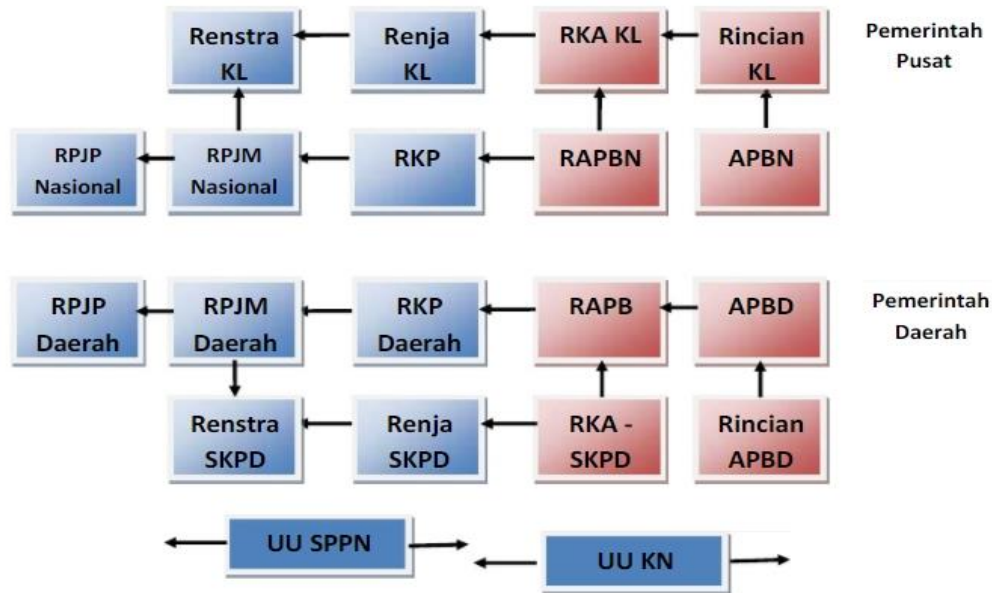 Renstra
KL
Renja
KL
RKA KL
Rincian
KL
Pemerintah
Pusat
RPJP
Nasional
RPJM
Nasional
RKP
RAPBN
APBN
RPJP
Daerah
RPJM
Daerah
RKP
Daerah
RAPB
APBD
Pemerintah
Daerah
Renstra
SKPD
Renja
SKPD
RKA -
SKPD
Rincian
APBD
UU SPPN
UU KN